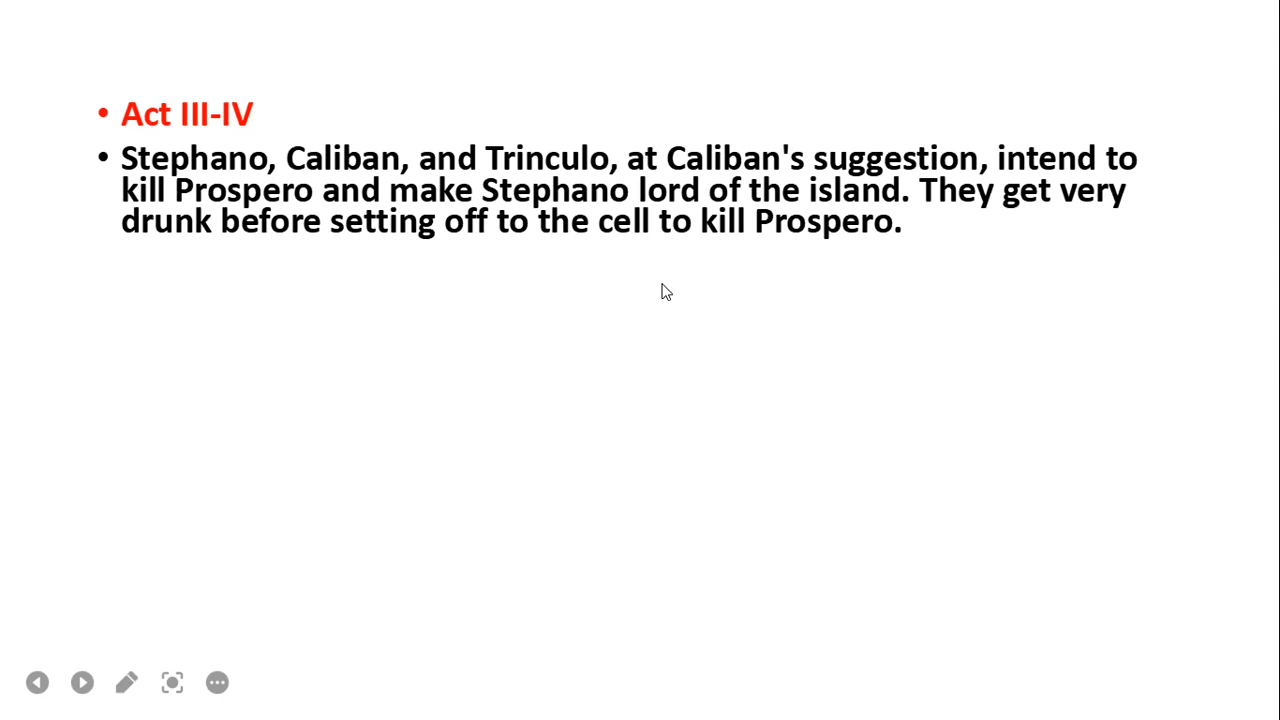 • Act III-IV
• Stephano, Caliban, and Trinculo, at Caliban's suggestion, intend to
kill Prospero and make Stephano lord of the island. They get very
drunk before setting off to the cell to kill Prospero.